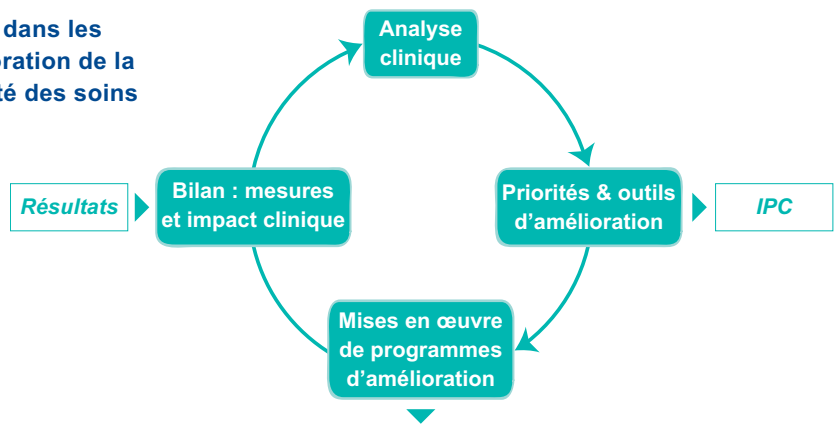 dans les
oration de la
té des soins
Analyse
clinique
Résultats
Bilan : mesures
et impact clinique
Priorités & outils
d'amélioration
IPC
Mises en œuvre
de programmes
d'amélioration